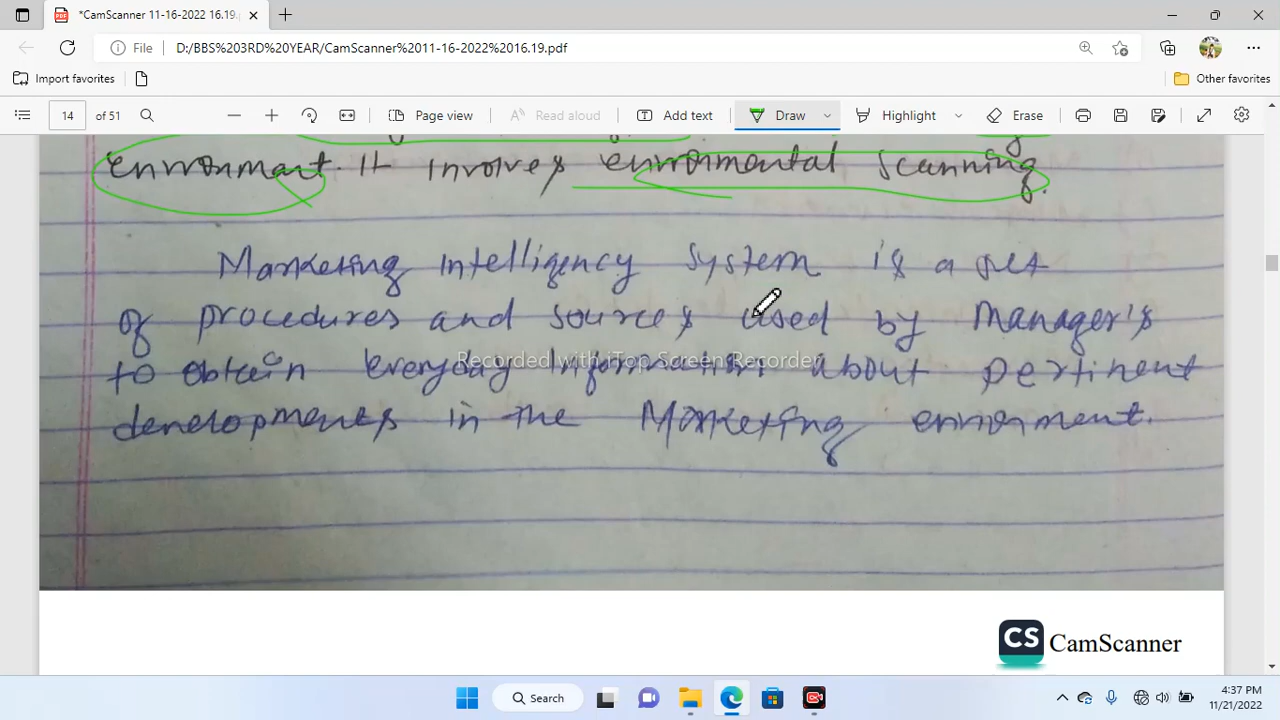 *CamScanner 11-16-2022 16.19.
File D:/BBS%203RD%20YEAR/CamScanner%2011-16-2022%2016.19.pdf
Import favorites
Other favorites
14 of 51
Page view
Read aloud
Add text
Draw
Highlight
Erase
environment. It involves environmental scanning.
Marketing intelligency system is a set
of procedures and sources used by Manager's
Recorded with iTop Screen Recorder
to obtain everyday information about pertinent
developments in the Marketing environment.
CS CamScanner
Search
4:37 PM
11/21/2022